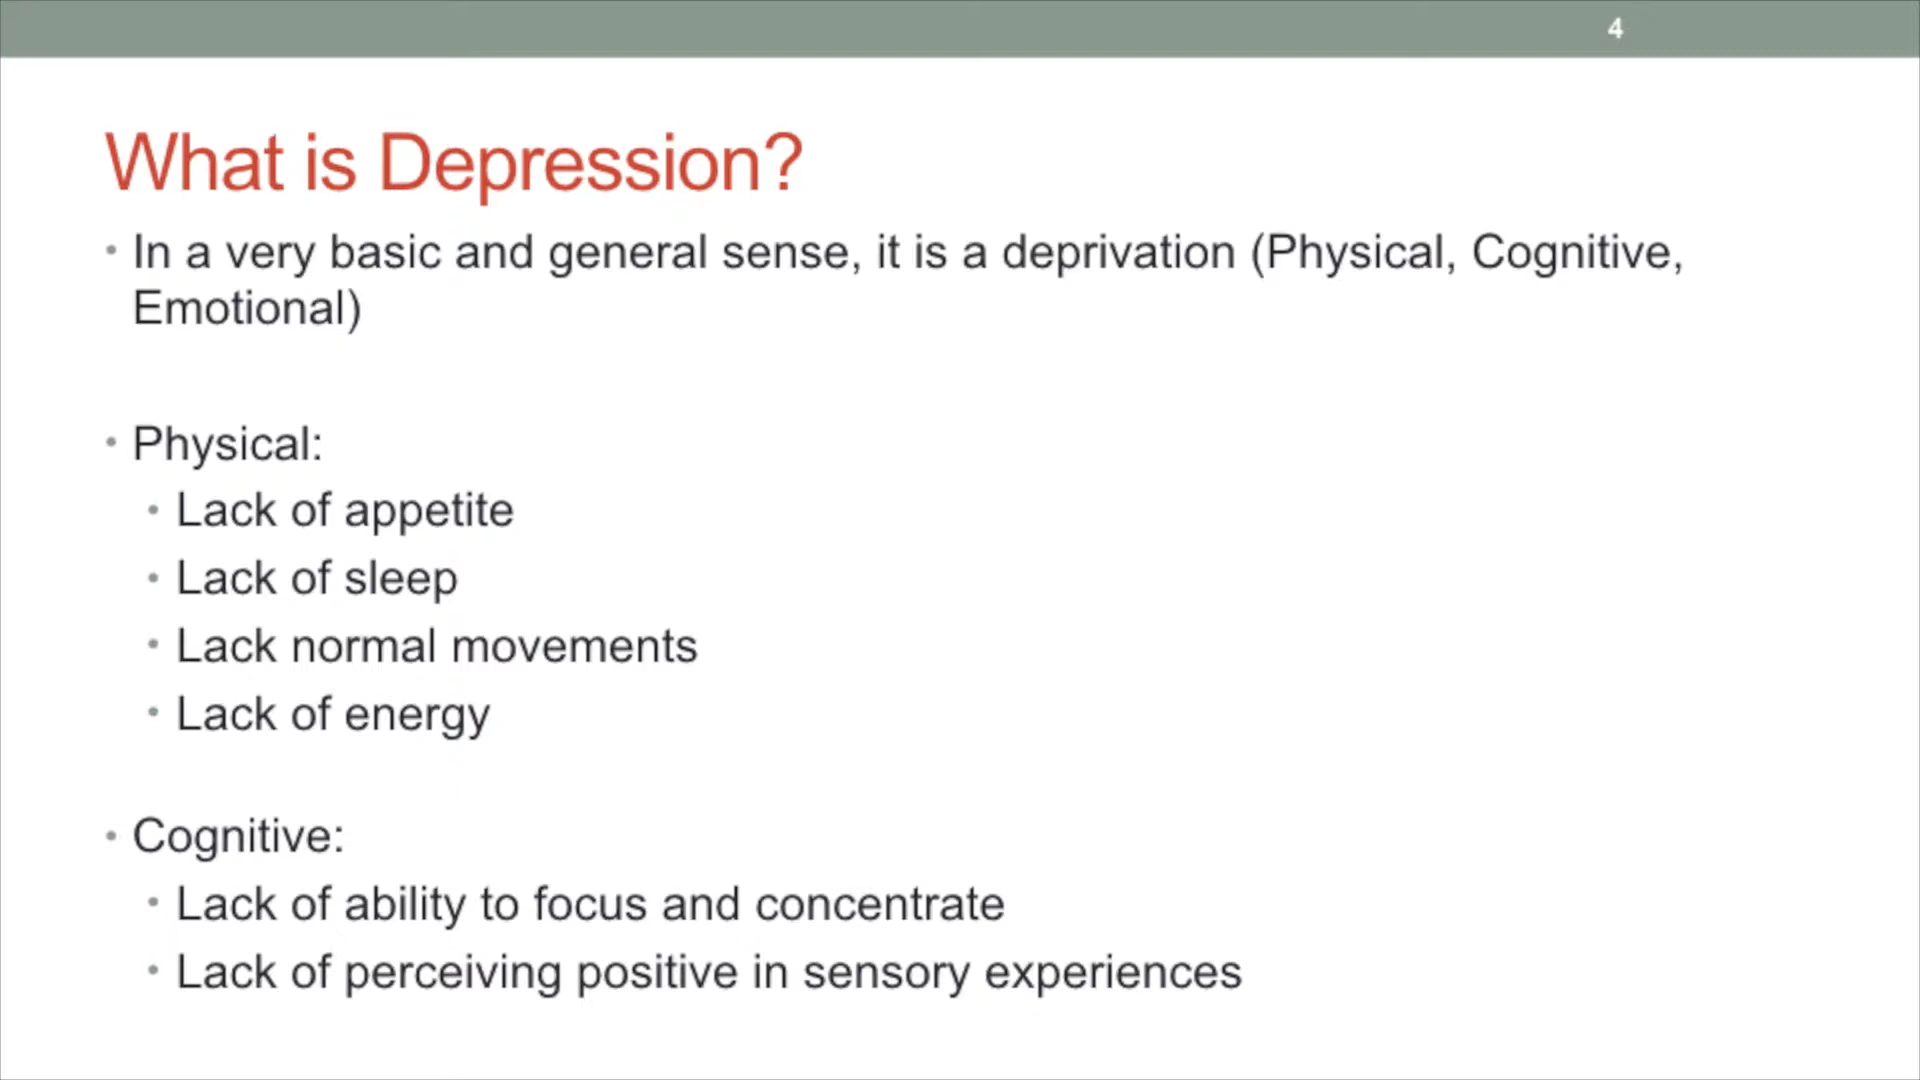 4
What is Depression?
• In a very basic and general sense, it is a deprivation (Physical, Cognitive,
Emotional)
• Physical:
• Lack of appetite
• Lack of sleep
• Lack normal movements
• Lack of energy
• Cognitive:
• Lack of ability to focus and concentrate
• Lack of perceiving positive in sensory experiences